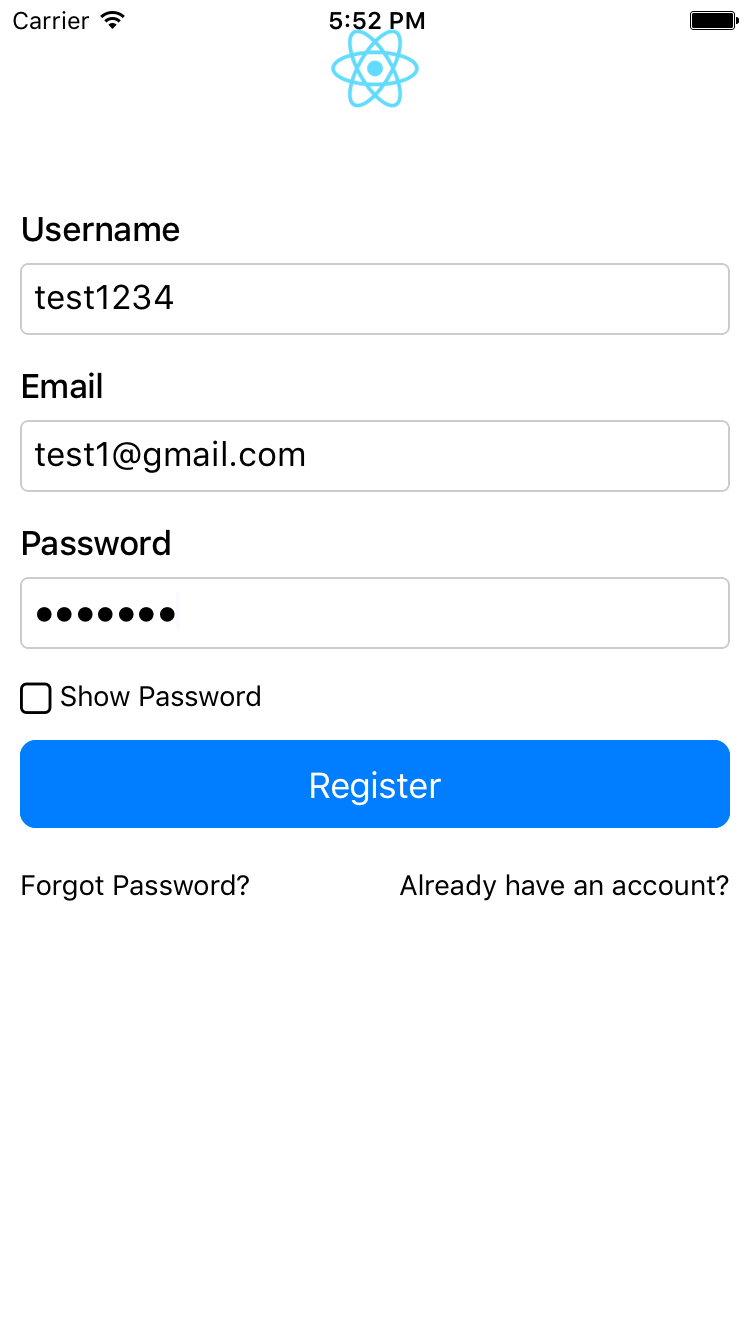 Carrier 5:52 PM
Username
test1234
Email
test1@gmail.com
Password
•••••••
Show Password
Register
Forgot Password? Already have an account?